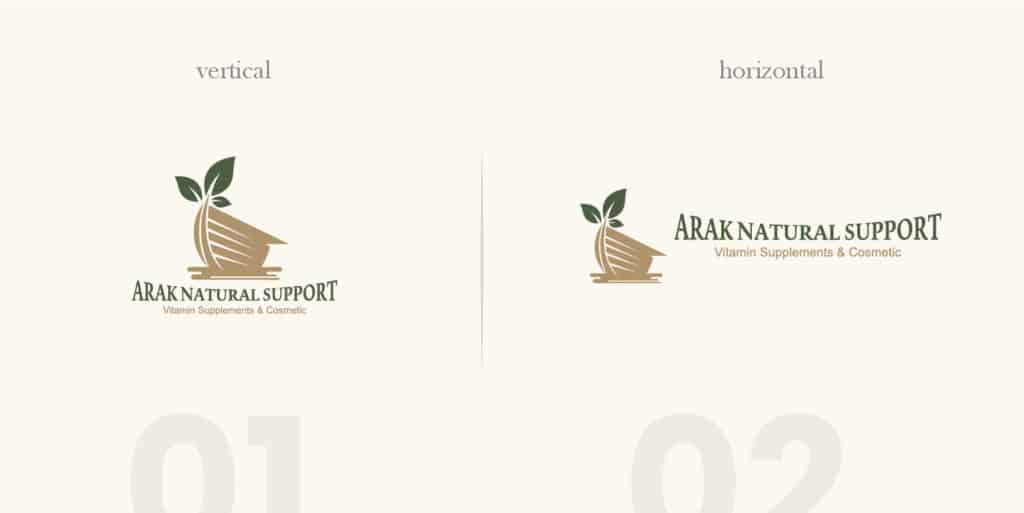 vertical
horizontal
ARAK NATURAL SUPPORT
Vitamin Supplements & Cosmetic
ARAK NATURAL SUPPORT
Vitamin Supplements & Cosmetic
01
02